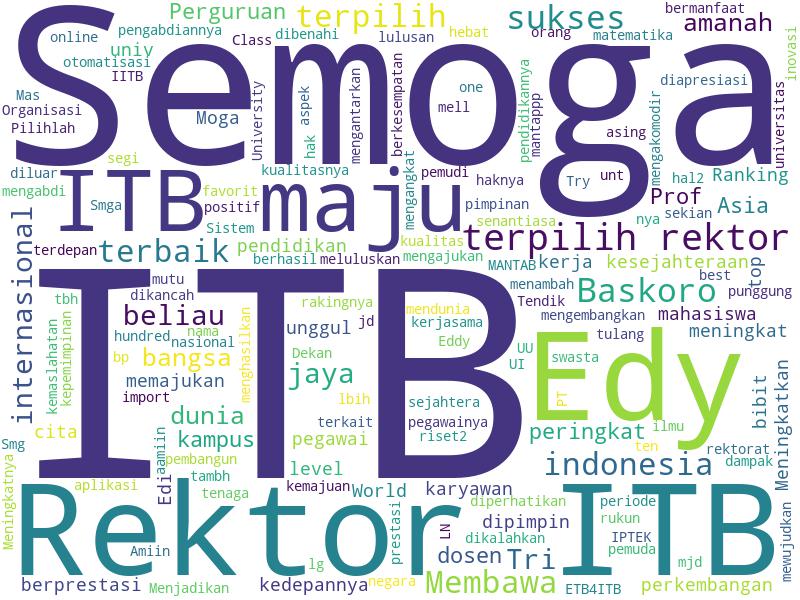 Perguruan terpilih sukses bermanfaat
online pengabdiannya Class dibenahi lulusan hebat orang matematika amanah inovasi
univ
otomatisasi
IITB
Semoga
Mas
Organisasi
Pilihlah
Moga
University
hak
aspek
mengantarkan
berkesempatan
one
mell
pendidikannya
mantappp
asing
mengakomodir
diapresiasi
universitas
segi
diluar
mengabdi
Smga
ITB maju
kualitasnya
favorit
positif
Sistem
mengangkat
pemudi
haknya
pimpinan
senantiasa
Try
unt
hal2
Prof
nya
sekian
Ranking
Asia
internasional
terdepan
terbaik
pendidikan
berhasil
meluluskan
kualitas
mengajukan
terpilih rektor
MANTAB
kerja
kesejahteraan
top
best
punggung
ITB
mutu
dikancah
menambah
Tendik
Baskoro
mengembangkan
mahasiswa
meningkat
tbh
kemaslahatan
kepemimpinan
beliau
hundred
nasional
nama
bp
bangsa
menghasilkan
memajukan
import
rakingnya
unggul
jd
mendunia
kerjasama
Eddy
Dekan
jaya
UU
UI
Edy
tulang
swasta
PT
lbih
sejahtera
terkait
pegawainya
riset2
pegawai
dunia
kampus
cita
Smg
aamiin
pembangun
peringkat
ilmu
ten
bibit
Meningkatkan
rektorat
dampak
indonesia
Meningkatnya
aplikasi
Edi
tambh
tenaga
level
kemajuan
World
karyawan
Rektor ITB
Amiin
lg
prestasi
LN
diperhatikan
dipimpin
dikalahkan
dosen
Tri
periode
rukun
IPTEK
pemuda
mjd
mewujudkan
berprestasi
Menjadikan
kedepannya
negara
Membawa
ETB4ITB
perkembangan